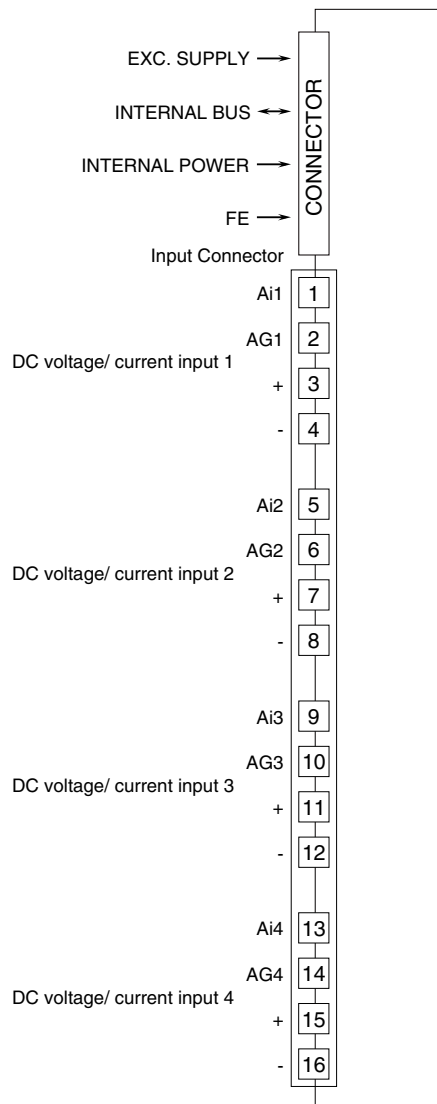 EXC. SUPPLY
INTERNAL BUS
INTERNAL POWER
FE
CONNECTOR
Input Connector
Ai1 1
AG1 2
DC voltage/ current input 1
+ 3
- 4
Ai2 5
AG2 6
DC voltage/ current input 2
+ 7
- 8
Ai3 9
AG3 10
DC voltage/ current input 3
+ 11
- 12
Ai4 13
AG4 14
DC voltage/ current input 4
+ 15
- 16